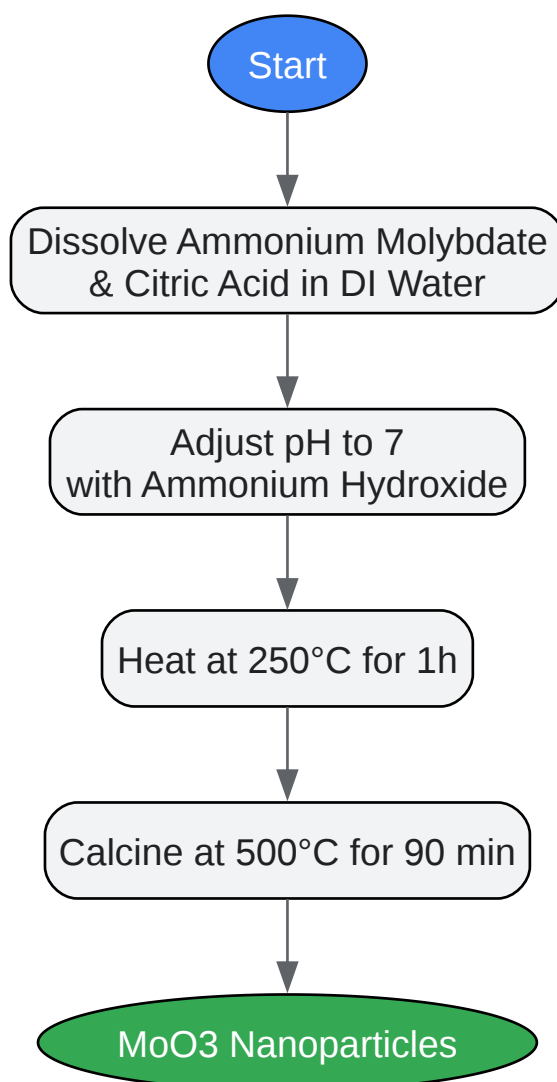 Start
Dissolve Ammonium Molybdate
& Citric Acid in DI Water
Adjust pH to 7
with Ammonium Hydroxide
Heat at 250°C for 1h
Calcine at 500°C for 90 min
MoO3 Nanoparticles